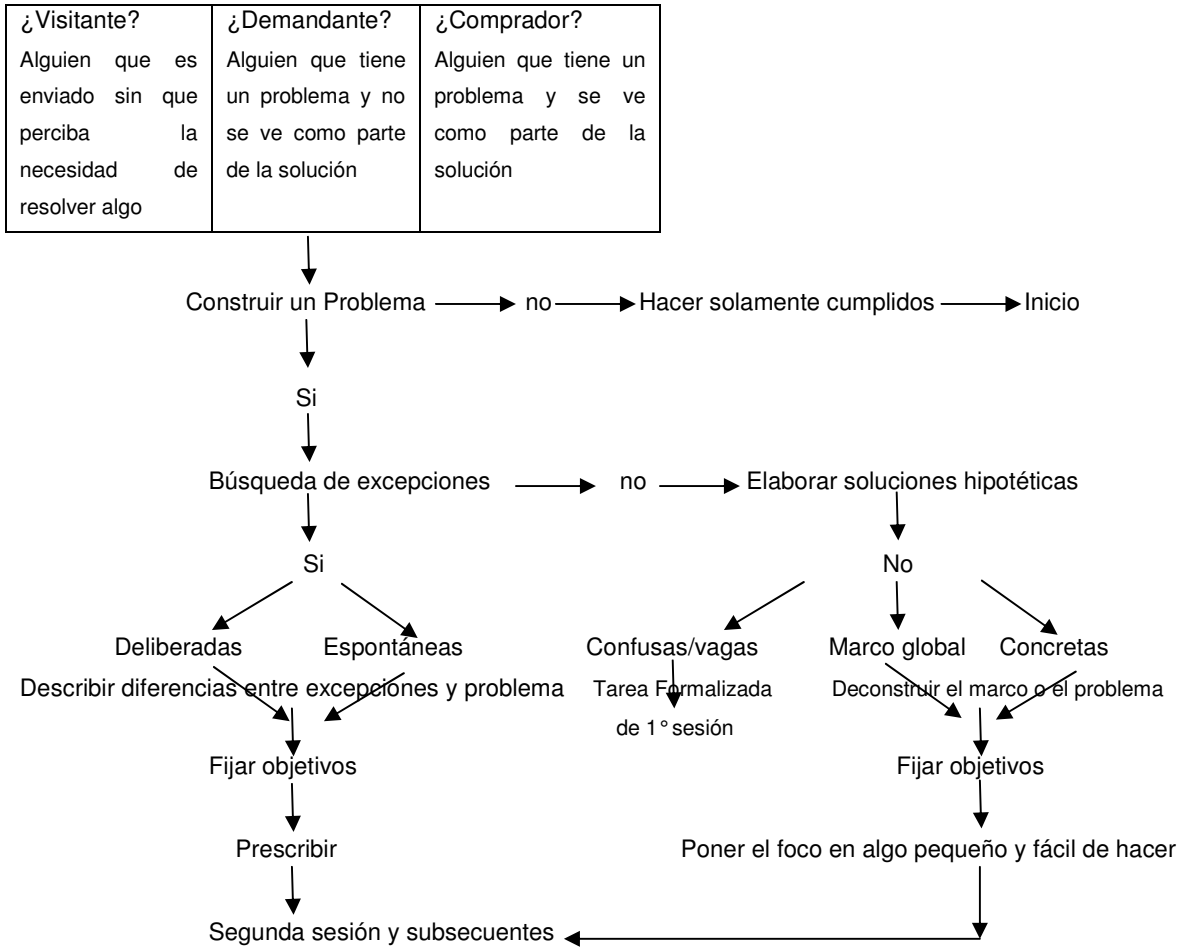 ¿Visitante?
Alguien que es
enviado sin que
perciba la
necesidad de
resolver algo
¿Demandante?
Alguien que tiene
un problema y no
se ve como parte
de la solución
¿Comprador?
Alguien que tiene un
problema y se ve
como parte de la
solución
Construir un Problema no Hacer solamente cumplidos Inicio
Si
Búsqueda de excepciones no Elaborar soluciones hipotéticas
Si No
Deliberadas Espontáneas Confusas/vagas Marco global Concretas
Describir diferencias entre excepciones y problema Tarea Formalizada Deconstruir el marco o el problema
de 1° sesión
Fijar objetivos Fijar objetivos
Prescribir Poner el foco en algo pequeño y fácil de hacer
Segunda sesión y subsecuentes